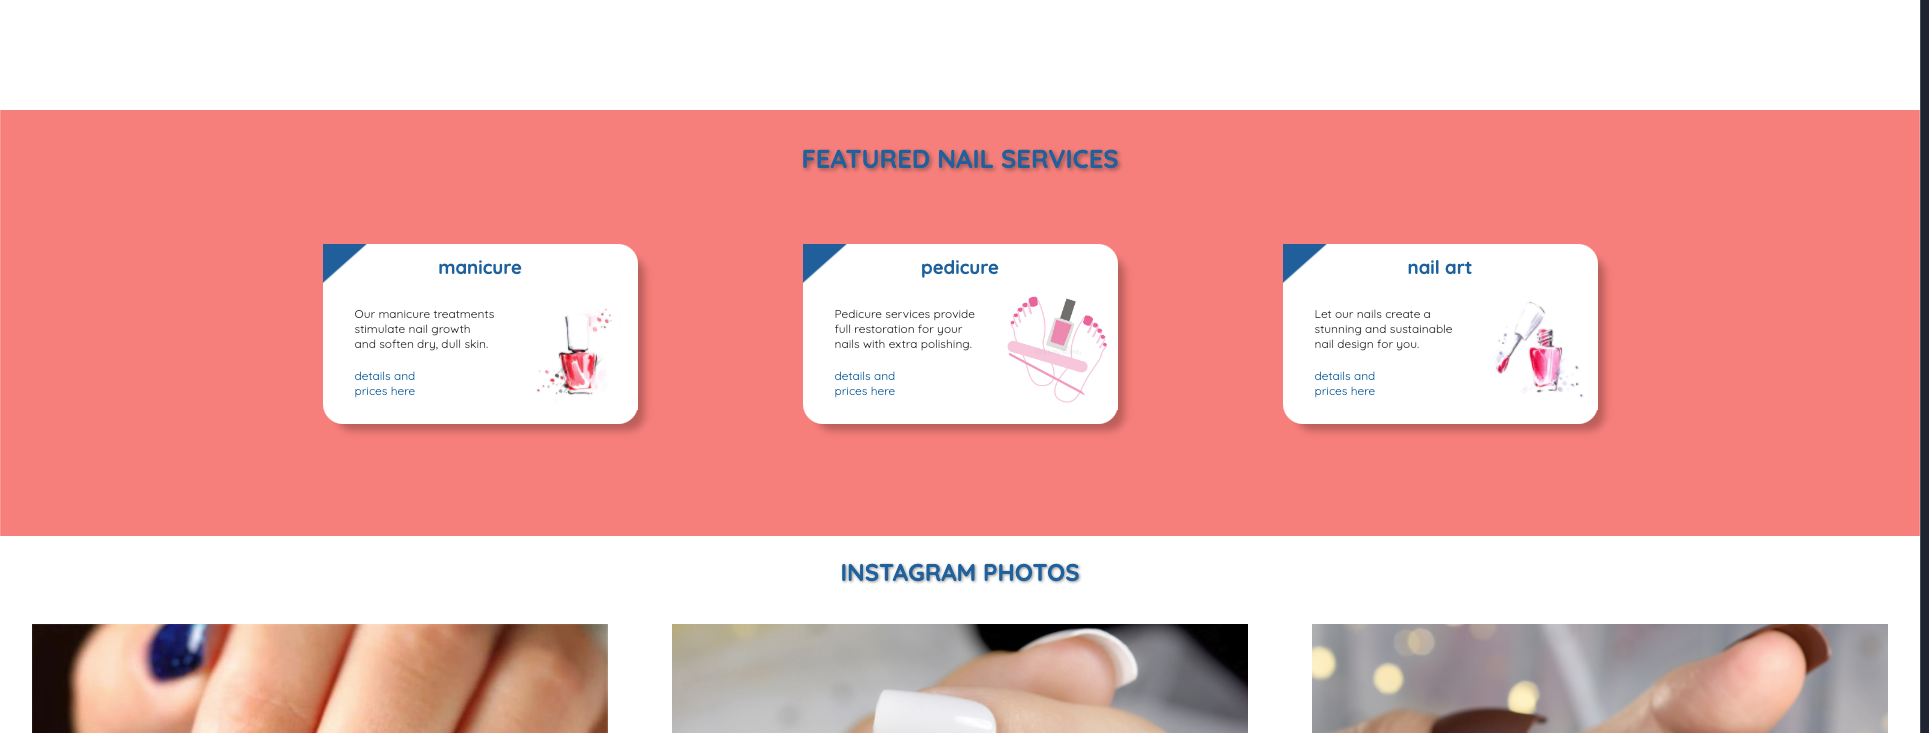 FEATURED NAIL SERVICES
manicure
Our manicure treatments
stimulate nail growth
and soften dry, dull skin.
details and
prices here
pedicure
Pedicure services provide
full restoration for your
nails with extra polishing.
details and
prices here
nail art
Let our nails create a
stunning and sustainable
nail design for you.
details and
prices here
INSTAGRAM PHOTOS